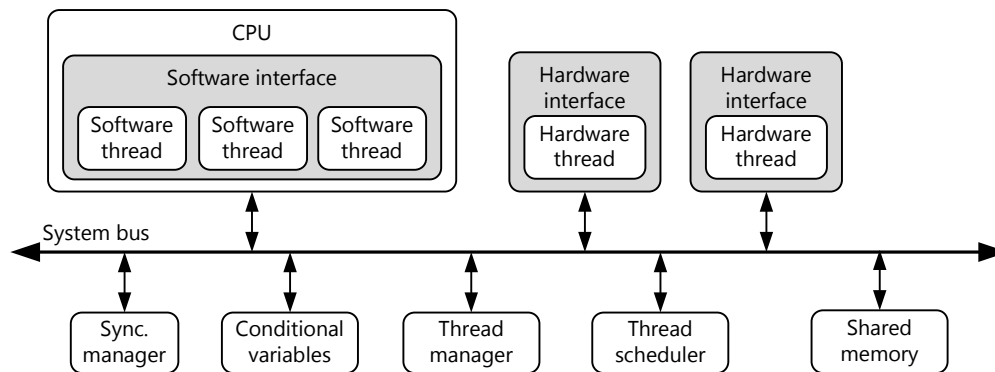 CPU
Software interface
Software
thread
Software
thread
Software
thread
Hardware
interface
Hardware
thread
Hardware
interface
Hardware
thread
System bus
Sync.
manager
Conditional
variables
Thread
manager
Thread
scheduler
Shared
memory